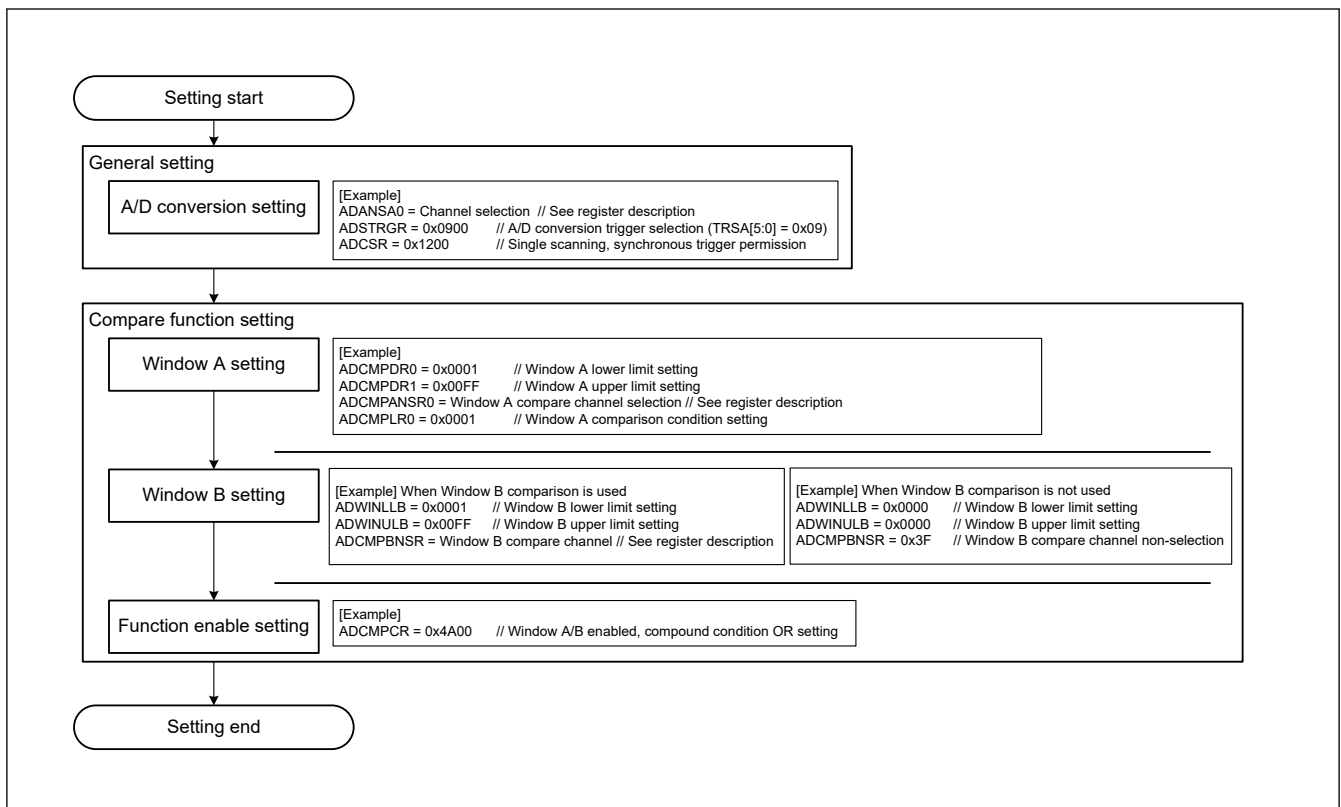 Setting start
General setting
A/D conversion setting
[Example]
ADANSA0 = Channel selection // See register description
ADSTRGR = 0x0900 // A/D conversion trigger selection (TRSA[5:0] = 0x09)
ADCSR = 0x1200 // Single scanning, synchronous trigger permission
Compare function setting
Window A setting
[Example]
ADCMPDR0 = 0x0001 // Window A lower limit setting
ADCMPDR1 = 0x00FF // Window A upper limit setting
ADCMPANSR0 = Window A compare channel selection // See register description
ADCMPLR0 = 0x0001 // Window A comparison condition setting
Window B setting
[Example] When Window B comparison is used
ADWINLLB = 0x0001 // Window B lower limit setting
ADWINULB = 0x00FF // Window B upper limit setting
ADCMPBNSR = Window B compare channel // See register description
[Example] When Window B comparison is not used
ADWINLLB = 0x0000 // Window B lower limit setting
ADWINULB = 0x0000 // Window B upper limit setting
ADCMPBNSR = 0x3F // Window B compare channel non-selection
Function enable setting
[Example]
ADCMPCR = 0x4A00 // Window A/B enabled, compound condition OR setting
Setting end